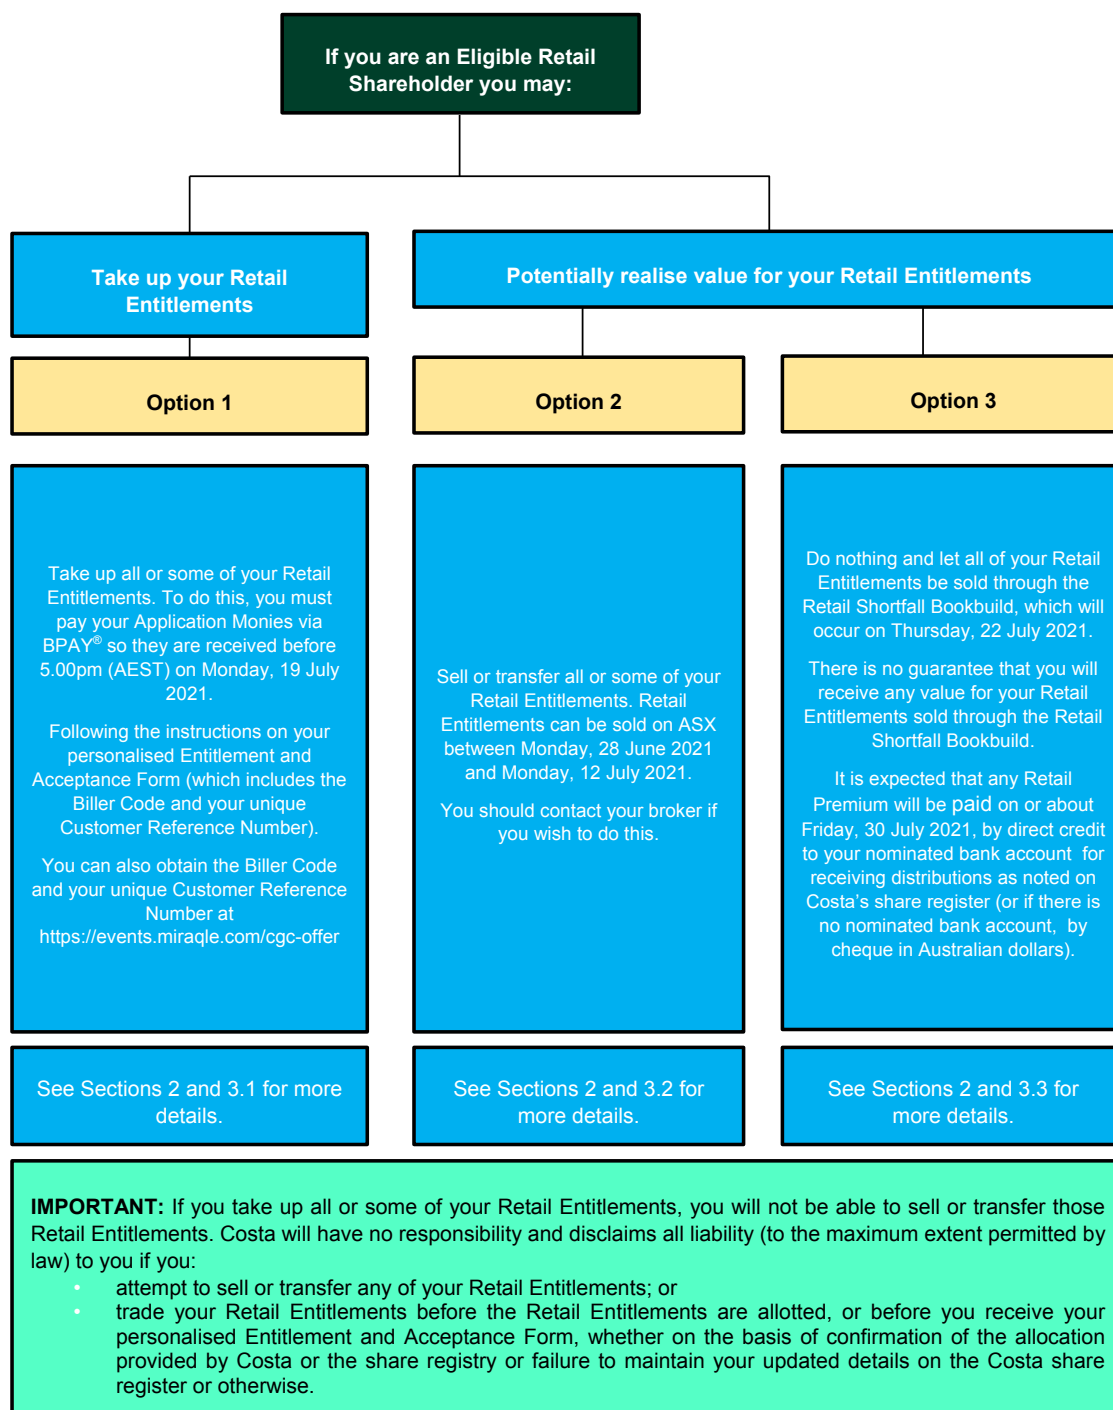 If you are an Eligible Retail
Shareholder you may:
Take up your Retail
Entitlements
Potentially realise value for your Retail Entitlements
Option 1
Option 2
Option 3
Take up all or some of your Retail
Entitlements. To do this, you must
pay your Application Monies via
BPAY® so they are received before
5.00pm (AEST) on Monday, 19 July
2021.
Following the instructions on your
personalised Entitlement and
Acceptance Form (which includes the
Biller Code and your unique
Customer Reference Number).
You can also obtain the Biller Code
and your unique Customer Reference
Number at
https://events.miraqle.com/cgc-offer
Sell or transfer all or some of your
Retail Entitlements. Retail
Entitlements can be sold on ASX
between Monday, 28 June 2021
and Monday, 12 July 2021.
You should contact your broker if
you wish to do this.
Do nothing and let all of your Retail
Entitlements be sold through the
Retail Shortfall Bookbuild, which will
occur on Thursday, 22 July 2021.
There is no guarantee that you will
receive any value for your Retail
Entitlements sold through the Retail
Shortfall Bookbuild.
It is expected that any Retail
Premium will be paid on or about
Friday, 30 July 2021, by direct credit
to your nominated bank account for
receiving distributions as noted on
Costa's share register (or if there is
no nominated bank account, by
cheque in Australian dollars).
See Sections 2 and 3.1 for more
details.
See Sections 2 and 3.2 for
more details.
See Sections 2 and 3.3 for
more details.
IMPORTANT: If you take up all or some of your Retail Entitlements, you will not be able to sell or transfer those
Retail Entitlements. Costa will have no responsibility and disclaims all liability (to the maximum extent permitted by
law) to you if you:
• attempt to sell or transfer any of your Retail Entitlements; or
• trade your Retail Entitlements before the Retail Entitlements are allotted, or before you receive your
personalised Entitlement and Acceptance Form, whether on the basis of confirmation of the allocation
provided by Costa or the share registry or failure to maintain your updated details on the Costa share
register or otherwise.